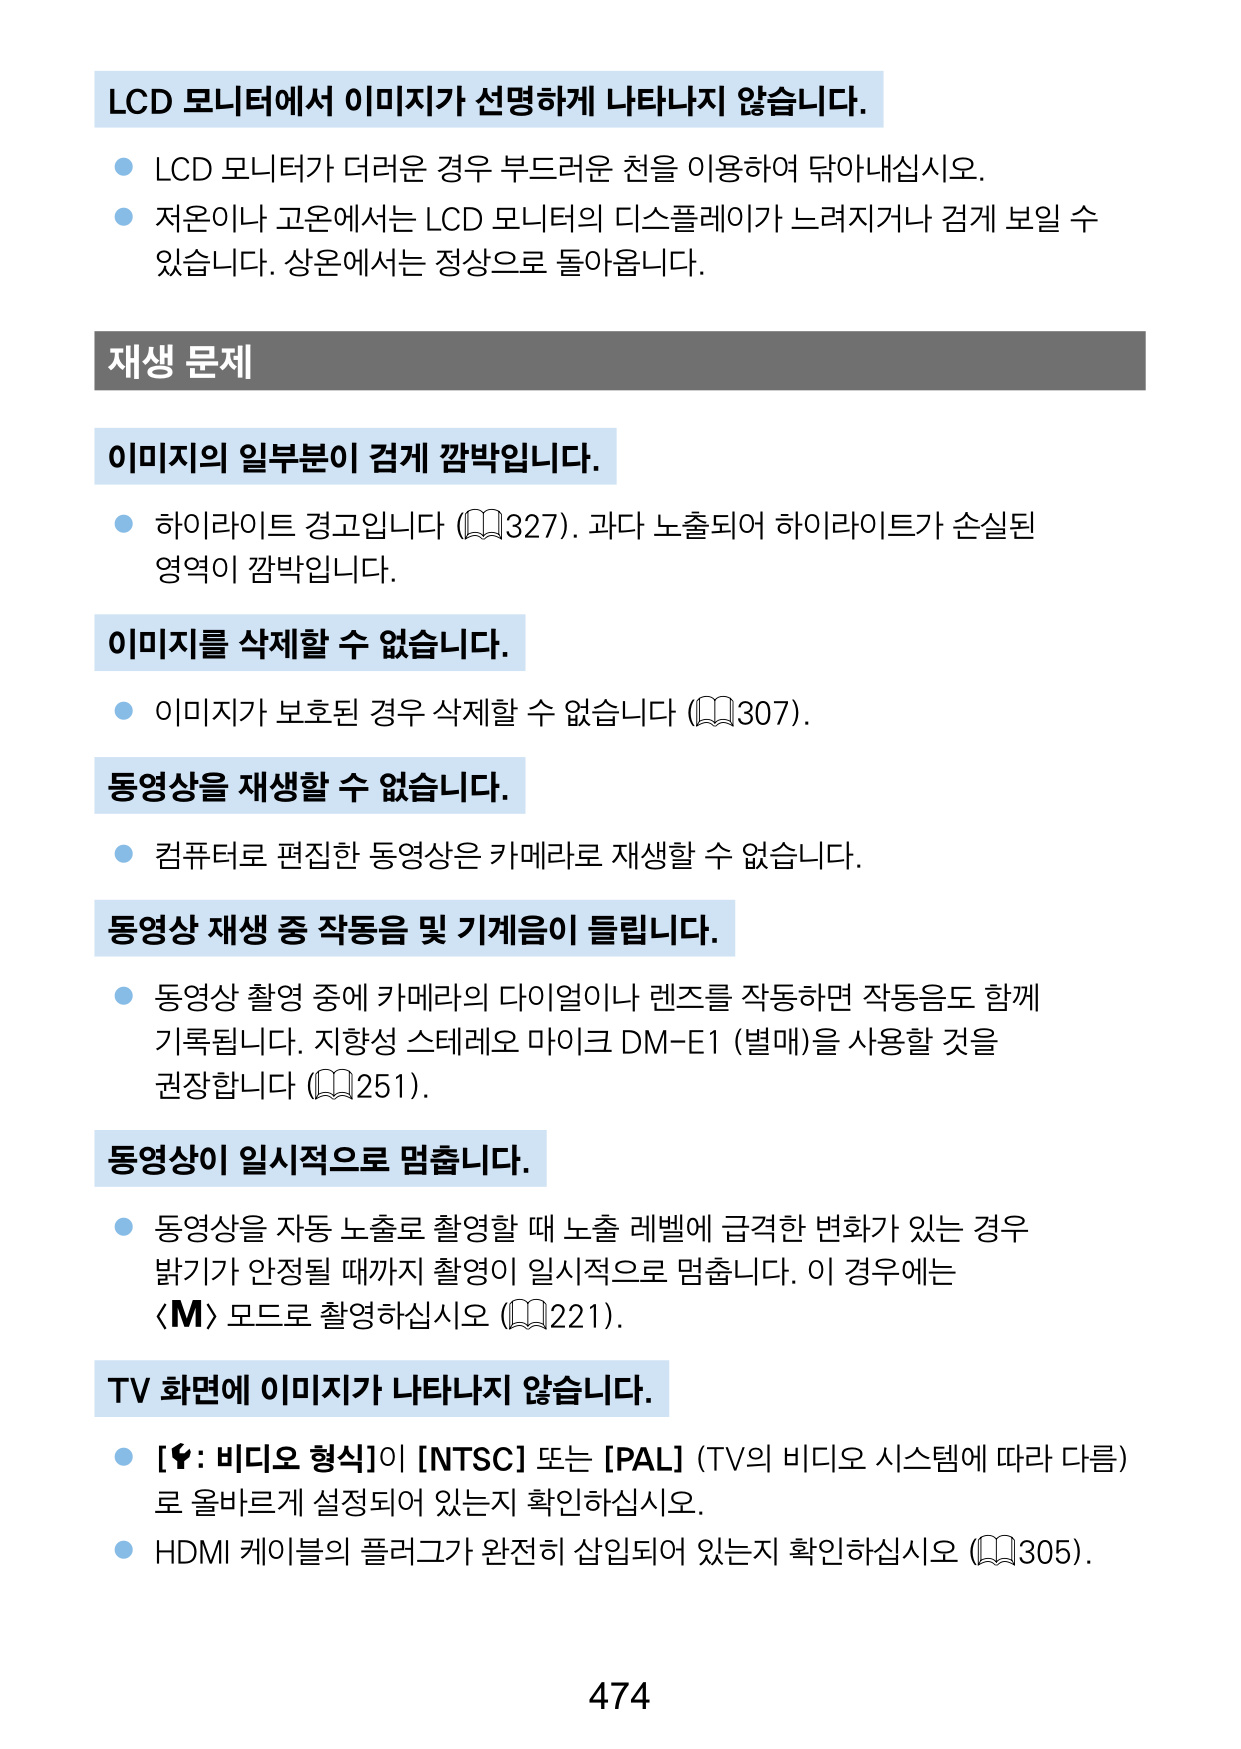 LCD 모니터에서 이미지가 선명하게 나타나지 않습니다.
● LCD 모니터가 더러운 경우 부드러운 천을 이용하여 닦아내십시오.
● 저온이나 고온에서는 LCD 모니터의 디스플레이가 느려지거나 검게 보일 수
있습니다. 상온에서는 정상으로 돌아옵니다.
재생 문제
이미지의 일부분이 검게 깜박입니다.
● 하이라이트 경고입니다 (📖327). 과다 노출되어 하이라이트가 손실된
영역이 깜박입니다.
이미지를 삭제할 수 없습니다.
● 이미지가 보호된 경우 삭제할 수 없습니다 (📖307).
동영상을 재생할 수 없습니다.
● 컴퓨터로 편집한 동영상은 카메라로 재생할 수 없습니다.
동영상 재생 중 작동음 및 기계음이 들립니다.
● 동영상 촬영 중에 카메라의 다이얼이나 렌즈를 작동하면 작동음도 함께
기록됩니다. 지향성 스테레오 마이크 DM-E1 (별매)을 사용할 것을
권장합니다 (📖251).
동영상이 일시적으로 멈춥니다.
● 동영상을 자동 노출로 촬영할 때 노출 레벨에 급격한 변화가 있는 경우
밝기가 안정될 때까지 촬영이 일시적으로 멈춥니다. 이 경우에는
〈M〉 모드로 촬영하십시오 (📖221).
TV 화면에 이미지가 나타나지 않습니다.
● [🔧: 비디오 형식]이 [NTSC] 또는 [PAL] (TV의 비디오 시스템에 따라 다름)
로 올바르게 설정되어 있는지 확인하십시오.
● HDMI 케이블의 플러그가 완전히 삽입되어 있는지 확인하십시오 (📖305).
474